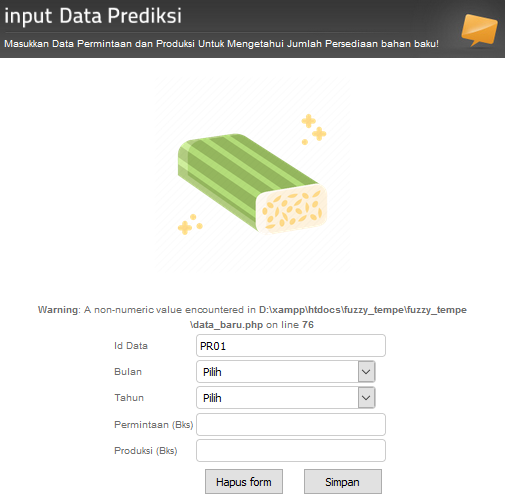 input Data Prediksi
Masukkan Data Permintaan dan Produksi Untuk Mengetahui Jumlah Persediaan bahan baku!
Warning: A non-numeric value encountered in D:\xampp\htdocs\fuzzy_tempe\fuzzy_tempe
\data_baru.php on line 76
Id Data PR01
Bulan Pilih
Tahun Pilih
Permintaan (Bks)
Produksi (Bks)
Hapus form Simpan